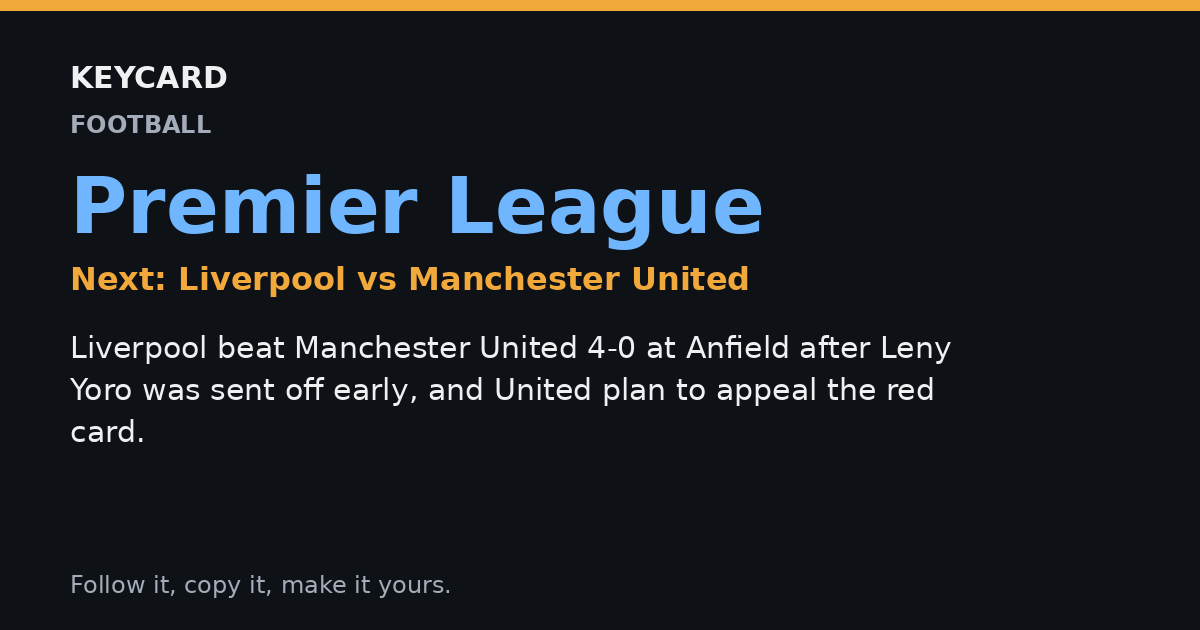 KEYCARD
FOOTBALL
Premier League
Next: Liverpool vs Manchester United
Liverpool beat Manchester United 4-0 at Anfield after Leny
Yoro was sent off early, and United plan to appeal the red
card.
Follow it, copy it, make it yours.